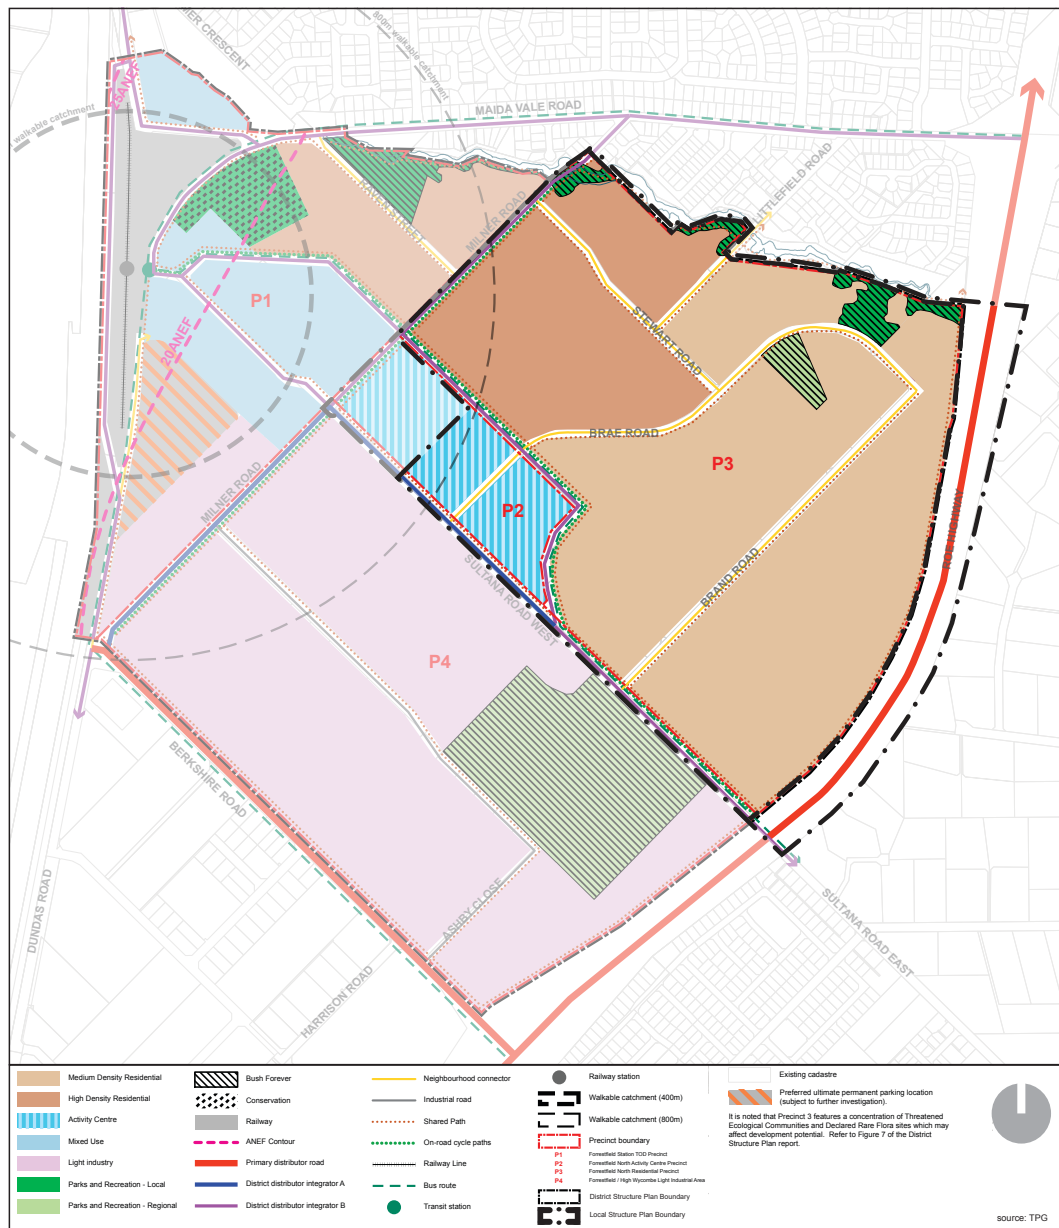 MER CRESCENT
800m walkable catchmant
25ANEF
walkable catchment
MAIDA VALE ROAD
LITTLEFIELD ROAD
MILNER ROAD
P1
20ANEF
STEWART ROAD
BRAE ROAD
P3
MILNER ROAD
P2
ROE HIGHWAY
SULTANA ROAD WEST
BRAND ROAD
P4
BERKSHIRE ROAD
DUNDAS ROAD
ASHBY CLOSE
HARRISON ROAD
SULTANA ROAD EAST
Medium Density Residential
High Density Residential
Activity Centre
Mixed Use
Light industry
Parks and Recreation - Local
Parks and Recreation - Regional
Bush Forever
Conservation
Railway
ANEF Contour
Primary distributor road
District distributor integrator A
District distributor integrator B
Neighbourhood connector
Industrial road
Shared Path
On-road cycle paths
Railway Line
Bus route
Transit station
Railway station
Walkable catchment (400m)
Walkable catchment (800m)
Precinct boundary
P1 Forrestfield Station TOD Precinct
P2 Forrestfield North Activity Centre Precinct
P3 Forrestfield North Residential Precinct
P4 Forrestfield / High Wycombe Light Industrial Area
District Structure Plan Boundary
Local Structure Plan Boundary
Existing cadastre
Preferred ultimate permanent parking location
(subject to further investigation).
It is noted that Precinct 3 features a concentration of Threatened
Ecological Communities and Declared Rare Flora sites which may
affect development potential. Refer to Figure 7 of the District
Structure Plan report.
source: TPG